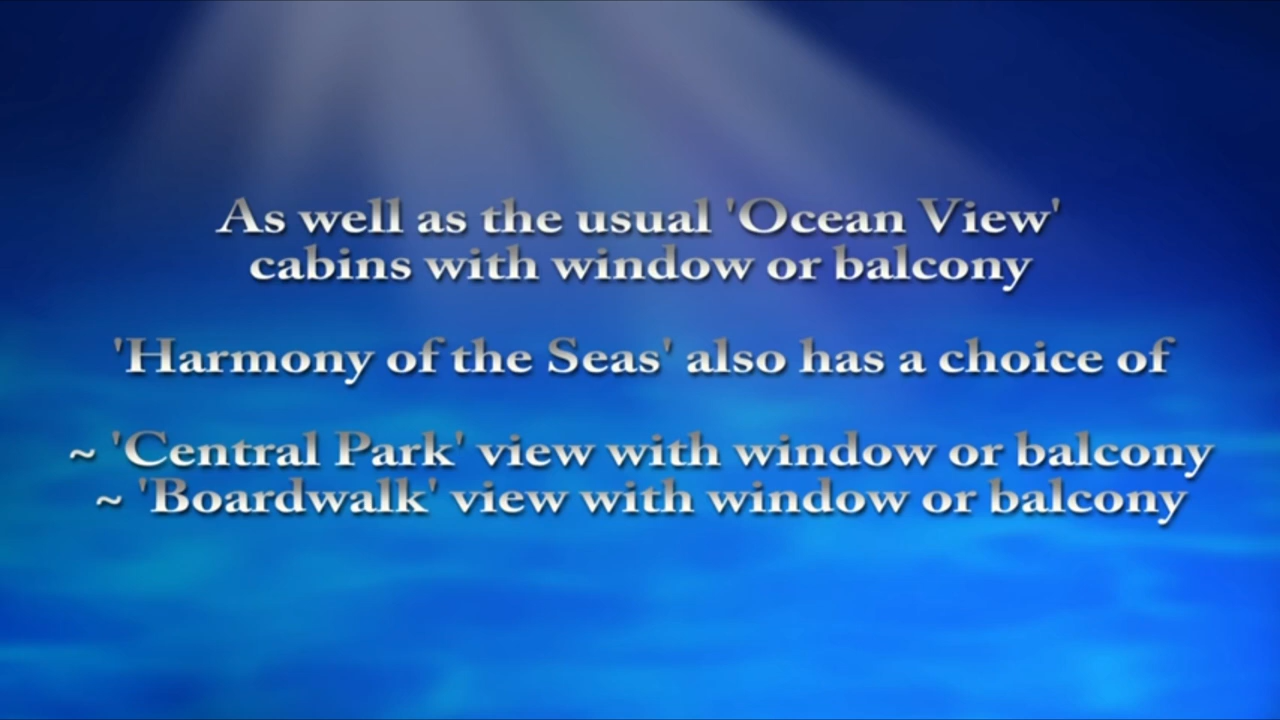 As well as the usual 'Ocean View'
cabins with window or balcony
'Harmony of the Seas' also has a choice of
~ 'Central Park' view with window or balcony
~ 'Boardwalk' view with window or balcony